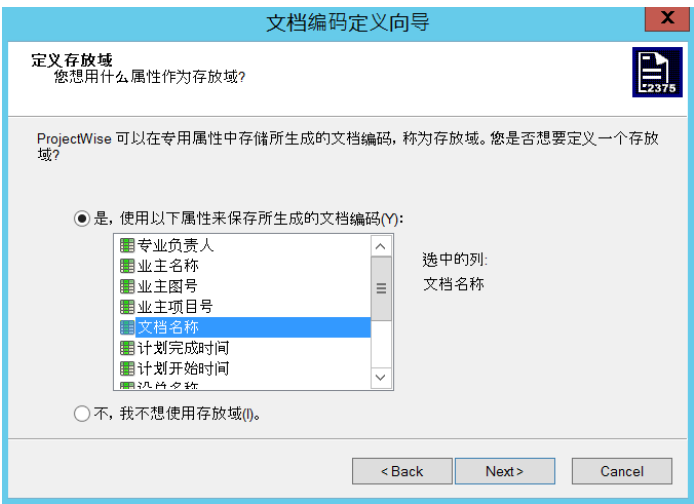 文档编码定义向导
X
定义存放域
您想用什么属性作为存放域?
2375
ProjectWise 可以在专用属性中存储所生成的文档编码, 称为存放域。您是否想要定义一个存放
域?
是, 使用以下属性来保存所生成的文档编码(Y):
专业负责人
业主名称
业主图号
业主项目号
文档名称
计划完成时间
计划开始时间
设总名称
选中的列:
文档名称
不, 我不想使用存放域(I)。
< Back
Next >
Cancel